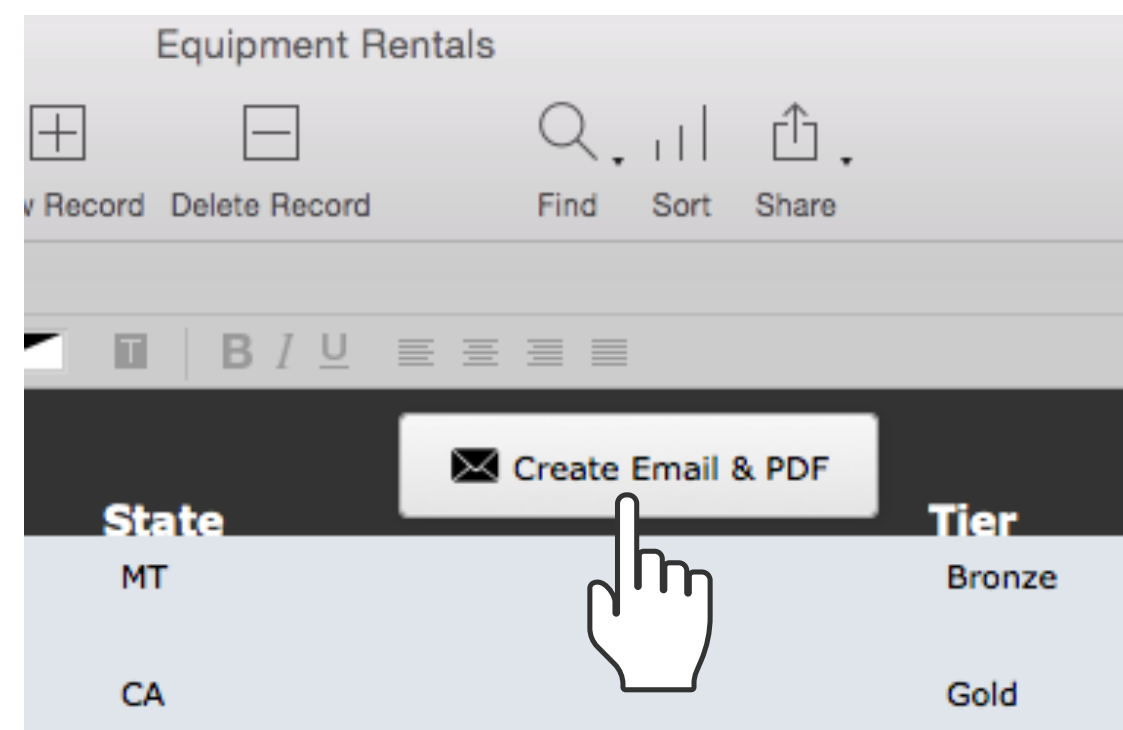 Equipment Rentals
w Record Delete Record Find Sort Share
T B I U
Create Email & PDF
State Tier
MT Bronze
CA Gold